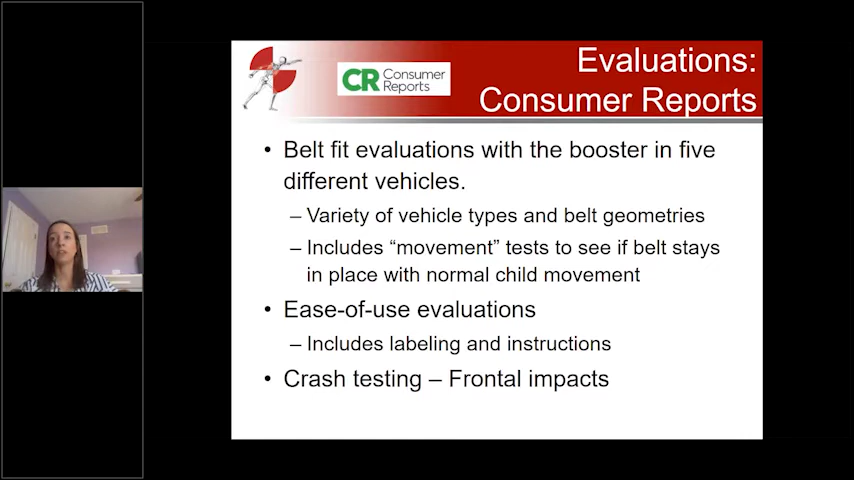 Evaluations:
CR Consumer
Reports
Consumer Reports
• Belt fit evaluations with the booster in five
different vehicles.
– Variety of vehicle types and belt geometries
– Includes “movement” tests to see if belt stays
in place with normal child movement
• Ease-of-use evaluations
– Includes labeling and instructions
• Crash testing – Frontal impacts